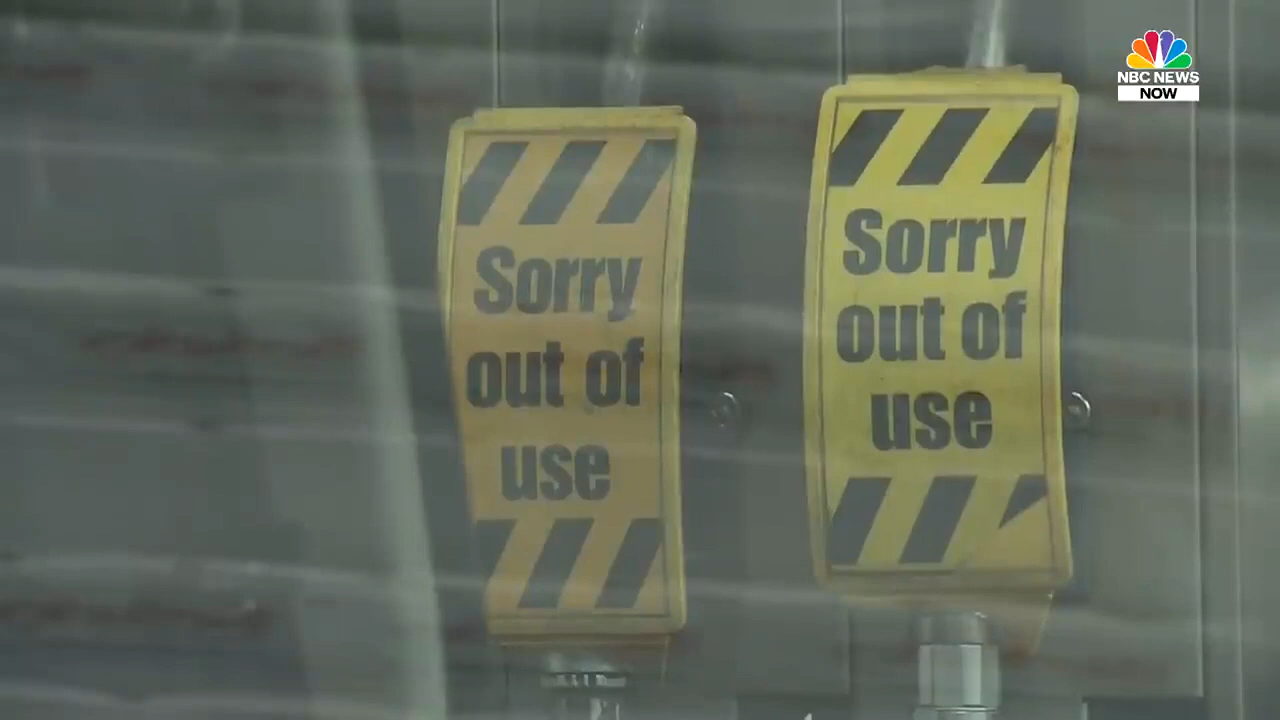 NBC NEWS
NOW
Sorry
out of
use
Sorry
out of
use